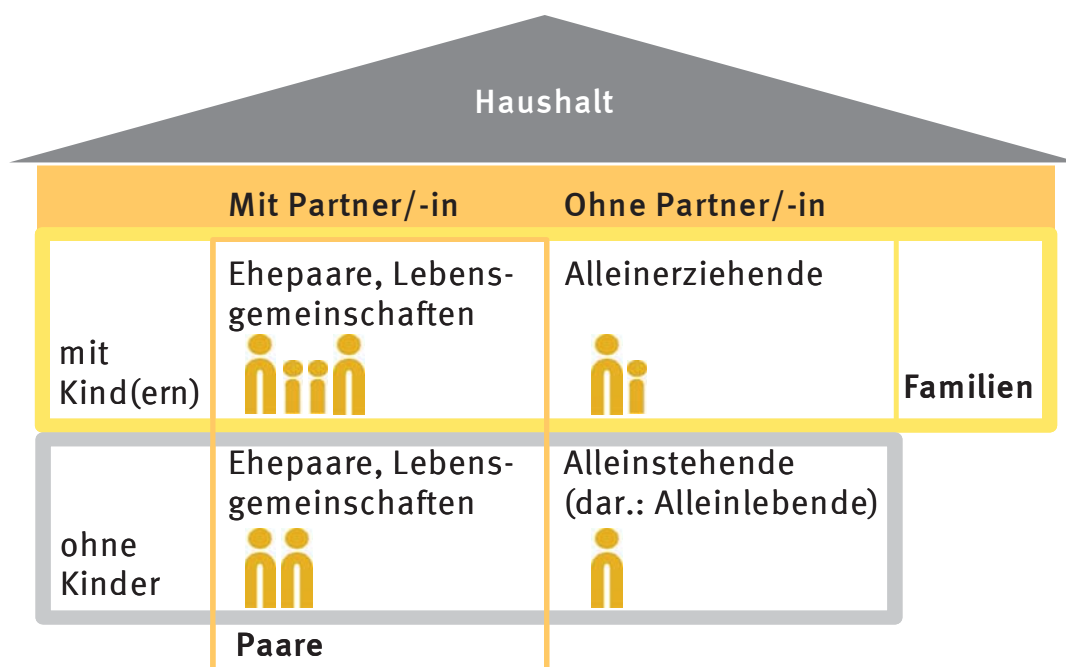 Haushalt
Mit Partner/-in
Ohne Partner/-in
Ehepaare, Lebens-
gemeinschaften
Alleinerziehende
mit
Kind(ern)
Familien
Ehepaare, Lebens-
gemeinschaften
Alleinstehende
(dar.: Alleinlebende)
ohne
Kinder
Paare